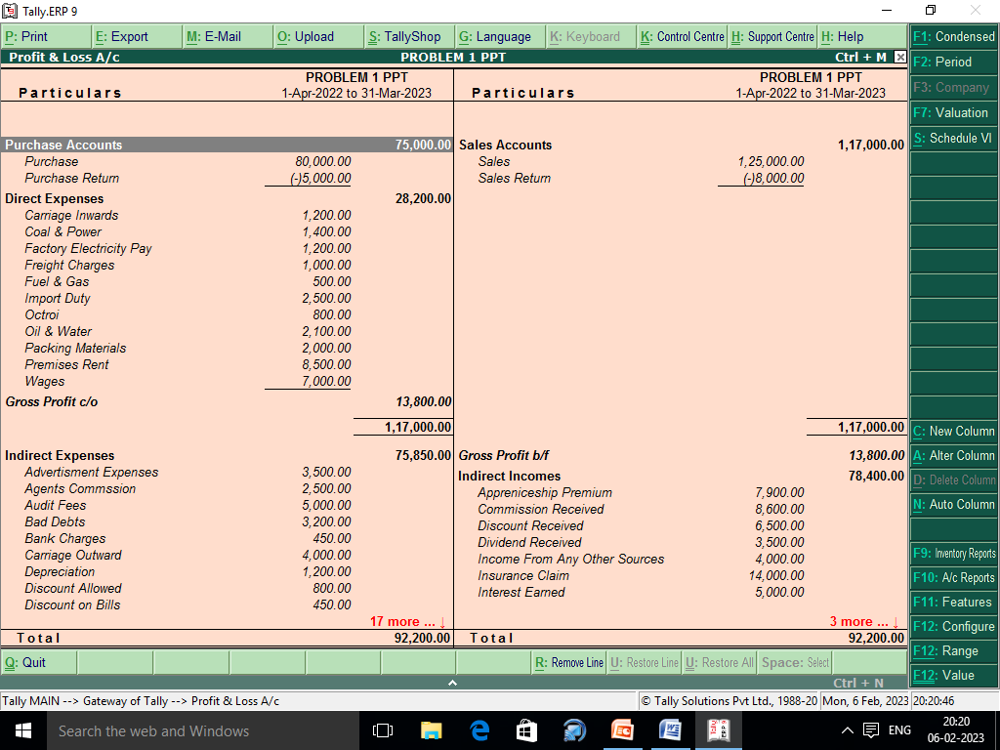 Tally.ERP 9
P: Print E: Export M: E-Mail O: Upload S: TallyShop G: Language K: Keyboard K: Control Centre H: Support Centre H: Help
Profit & Loss A/c PROBLEM 1 PPT Ctrl + M
Particulars PROBLEM 1 PPT Particulars PROBLEM 1 PPT
1-Apr-2022 to 31-Mar-2023 1-Apr-2022 to 31-Mar-2023
Purchase Accounts 75,000.00 Sales Accounts 1,17,000.00
Purchase 80,000.00 Sales 1,25,000.00
Purchase Return (-)5,000.00 Sales Return (-)8,000.00
Direct Expenses 28,200.00
Carriage Inwards 1,200.00
Coal & Power 1,400.00
Factory Electricity Pay 1,200.00
Freight Charges 1,000.00
Fuel & Gas 500.00
Import Duty 2,500.00
Octroi 800.00
Oil & Water 2,100.00
Packing Materials 2,000.00
Premises Rent 8,500.00
Wages 7,000.00
Gross Profit c/o 13,800.00
1,17,000.00 1,17,000.00
Indirect Expenses 75,850.00 Gross Profit b/f 13,800.00
Advertisment Expenses 3,500.00 Indirect Incomes 78,400.00
Agents Commssion 2,500.00 Appreniceship Premium 7,900.00
Audit Fees 5,000.00 Commission Received 8,600.00
Bad Debts 3,200.00 Discount Received 6,500.00
Bank Charges 450.00 Dividend Received 3,500.00
Carriage Outward 4,000.00 Income From Any Other Sources 4,000.00
Depreciation 1,200.00 Insurance Claim 14,000.00
Discount Allowed 800.00 Interest Earned 5,000.00
Discount on Bills 450.00
17 more ... ↓ 3 more ... ↓
Total 92,200.00 Total 92,200.00
Q: Quit R: Remove Line U: Restore Line U: Restore All Space: Select
Ctrl + N
F1: Condensed
F2: Period
F3: Company
F7: Valuation
S: Schedule VI
C: New Column
A: Alter Column
D: Delete Column
N: Auto Column
F9: Inventory Reports
F10: A/c Reports
F11: Features
F12: Configure
F12: Range
F12: Value
Tally MAIN --> Gateway of Tally --> Profit & Loss A/c © Tally Solutions Pvt Ltd., 1988-20 Mon, 6 Feb, 2023 20:20:46
Search the web and Windows ENG 20:20
06-02-2023